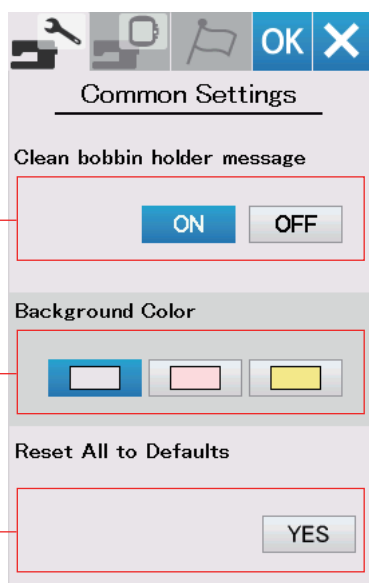 OK
Common Settings
Clean bobbin holder message
ON OFF
Background Color
Reset All to Defaults
YES